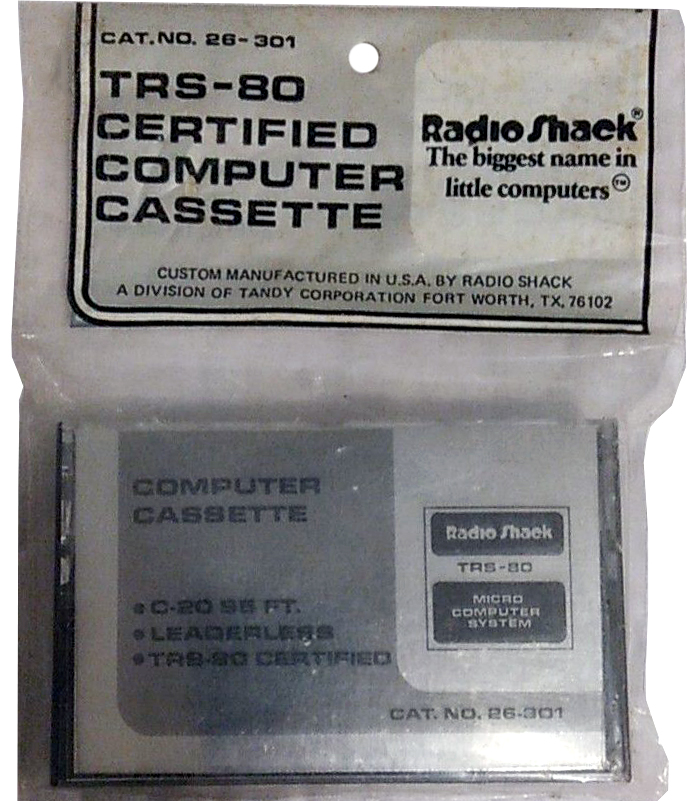 CAT. NO. 26-301
TRS-80
CERTIFIED
COMPUTER
CASSETTE
Radio Shack®
The biggest name in
little computers™
CUSTOM MANUFACTURED IN U.S.A. BY RADIO SHACK
A DIVISION OF TANDY CORPORATION FORT WORTH, TX. 76102
COMPUTER
CASSETTE
• C-20 95 FT.
• LEADERLESS
• TRS-80 CERTIFIED
Radio Shack
TRS-80
MICRO
COMPUTER
SYSTEM
CAT. NO. 26-301